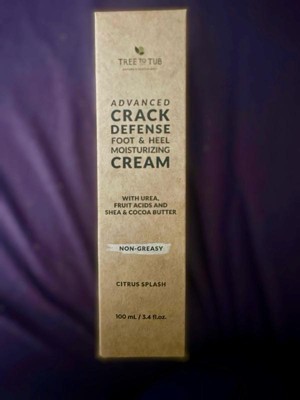 TREE TO TUB
ADVANCED
CRACK
DEFENSE
FOOT & HEEL
MOISTURIZING
CREAM
WITH UREA,
FRUIT ACIDS AND
SHEA & COCOA BUTTER
NON-GREASY
CITRUS SPLASH
100 mL / 3.4 fl.oz.